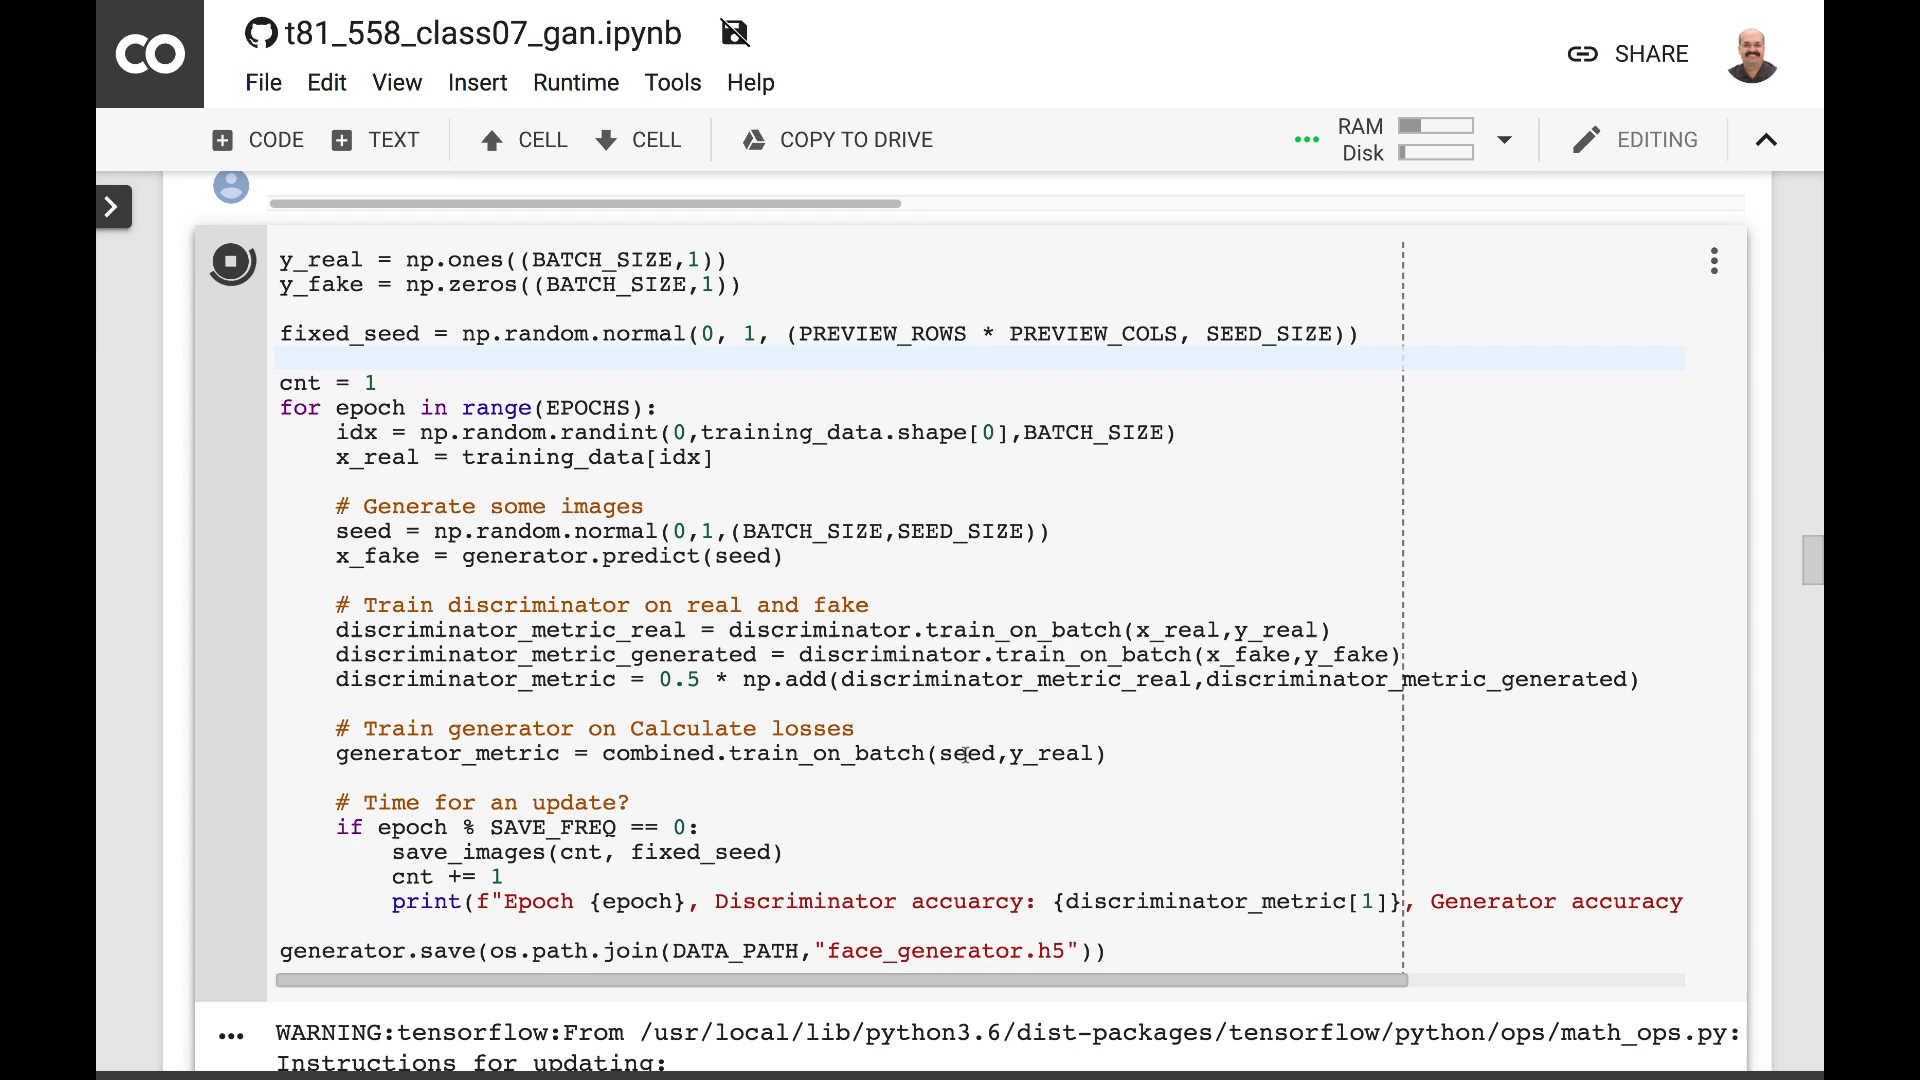 CO t81_558_class07_gan.ipynb
File Edit View Insert Runtime Tools Help
SHARE
CODE TEXT CELL CELL COPY TO DRIVE
RAM
Disk
EDITING
y_real = np.ones((BATCH_SIZE,1))
y_fake = np.zeros((BATCH_SIZE,1))
fixed_seed = np.random.normal(0, 1, (PREVIEW_ROWS * PREVIEW_COLS, SEED_SIZE))
cnt = 1
for epoch in range(EPOCHS):
    idx = np.random.randint(0,training_data.shape[0],BATCH_SIZE)
    x_real = training_data[idx]
    # Generate some images
    seed = np.random.normal(0,1,(BATCH_SIZE,SEED_SIZE))
    x_fake = generator.predict(seed)
    # Train discriminator on real and fake
    discriminator_metric_real = discriminator.train_on_batch(x_real,y_real)
    discriminator_metric_generated = discriminator.train_on_batch(x_fake,y_fake)
    discriminator_metric = 0.5 * np.add(discriminator_metric_real,discriminator_metric_generated)
    # Train generator on Calculate losses
    generator_metric = combined.train_on_batch(seed,y_real)
    # Time for an update?
    if epoch % SAVE_FREQ == 0:
        save_images(cnt, fixed_seed)
        cnt += 1
        print(f"Epoch {epoch}, Discriminator accuarcy: {discriminator_metric[1]}, Generator accuracy
generator.save(os.path.join(DATA_PATH,"face_generator.h5"))
WARNING:tensorflow:From /usr/local/lib/python3.6/dist-packages/tensorflow/python/ops/math_ops.py:
Instructions for updating: